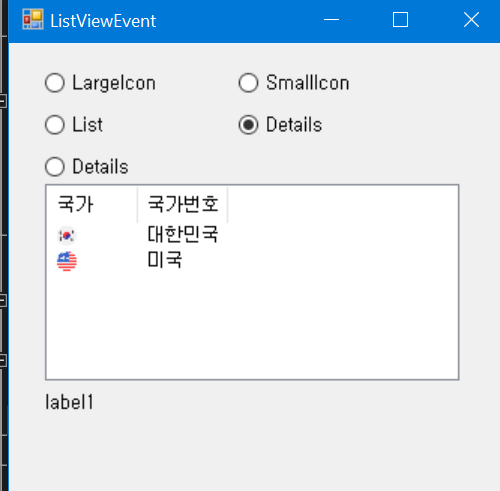 ListViewEvent
LargeIcon SmallIcon
List Details
Details
국가 국가번호
대한민국
미국
label1